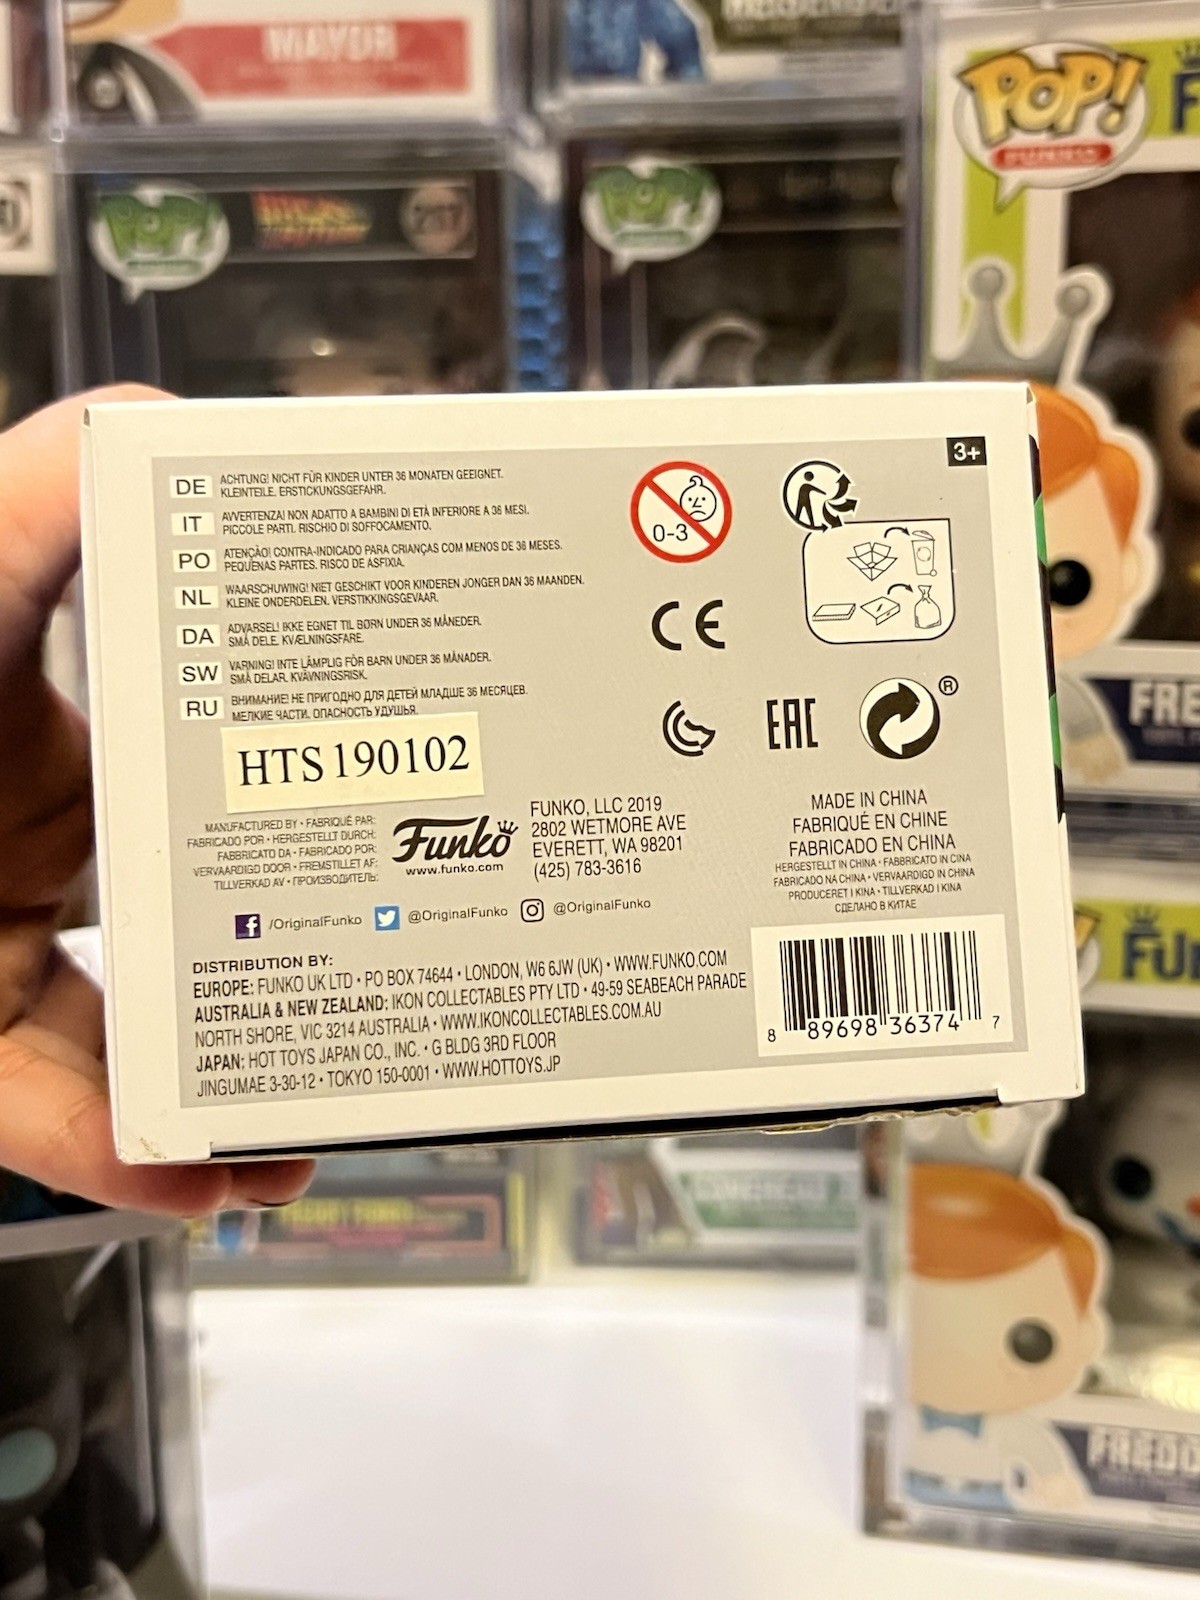 MAYOR
POP!
FUNKO
POP!
BACK
TO THE
FUTURE
POP!
3+
DE ACHTUNG! NICHT FÜR KINDER UNTER 36 MONATEN GEEIGNET.
KLEINTEILE. ERSTICKUNGSGEFAHR.
IT AVVERTENZA! NON ADATTO A BAMBINI DI ETÀ INFERIORE A 36 MESI.
PICCOLE PARTI. RISCHIO DI SOFFOCAMENTO.
PO ATENÇÃO! CONTRA-INDICADO PARA CRIANÇAS COM MENOS DE 36 MESES.
PEQUENAS PARTES. RISCO DE ASFIXIA.
NL WAARSCHUWING! NIET GESCHIKT VOOR KINDEREN JONGER DAN 36 MAANDEN.
KLEINE ONDERDELEN. VERSTIKKINGSGEVAAR.
DA ADVARSEL! IKKE EGNET TIL BØRN UNDER 36 MÅNEDER.
SMÅ DELE. KVÆLNINGSFARE.
SW VARNING! INTE LÄMPLIG FÖR BARN UNDER 36 MÅNADER.
SMÅ DELAR. KVÄVNINGSRISK.
RU ВНИМАНИЕ! НЕ ПРИГОДНО ДЛЯ ДЕТЕЙ МЛАДШЕ 36 МЕСЯЦЕВ.
МЕЛКИЕ ЧАСТИ. ОПАСНОСТЬ УДУШЬЯ.
0-3
CE
EAC
®
HTS 190102
MANUFACTURED BY • FABRIQUÉ PAR:
FABRICADO POR • HERGESTELLT DURCH:
FABBRICATO DA • FABRICADO POR:
VERVAARDIGD DOOR • FREMSTILLET AF:
TILLVERKAD AV • ПРОИЗВОДИТЕЛЬ:
Funko
www.funko.com
FUNKO, LLC 2019
2802 WETMORE AVE
EVERETT, WA 98201
(425) 783-3616
MADE IN CHINA
FABRIQUÉ EN CHINE
FABRICADO EN CHINA
HERGESTELLT IN CHINA • FABBRICATO IN CINA
FABRICADO NA CHINA • VERVAARDIGD IN CHINA
PRODUCERET I KINA • TILLVERKAD I KINA
СДЕЛАНО В КИТАЕ
/OriginalFunko @OriginalFunko @OriginalFunko
DISTRIBUTION BY:
EUROPE: FUNKO UK LTD • PO BOX 74644 • LONDON, W6 6JW (UK) • WWW.FUNKO.COM
AUSTRALIA & NEW ZEALAND: IKON COLLECTABLES PTY LTD • 49-59 SEABEACH PARADE
NORTH SHORE, VIC 3214 AUSTRALIA • WWW.IKONCOLLECTABLES.COM.AU
JAPAN: HOT TOYS JAPAN CO., INC. • G BLDG 3RD FLOOR
JINGUMAE 3-30-12 • TOKYO 150-0001 • WWW.HOTTOYS.JP
8 89698 36374 7
FRE
FU
FREDD